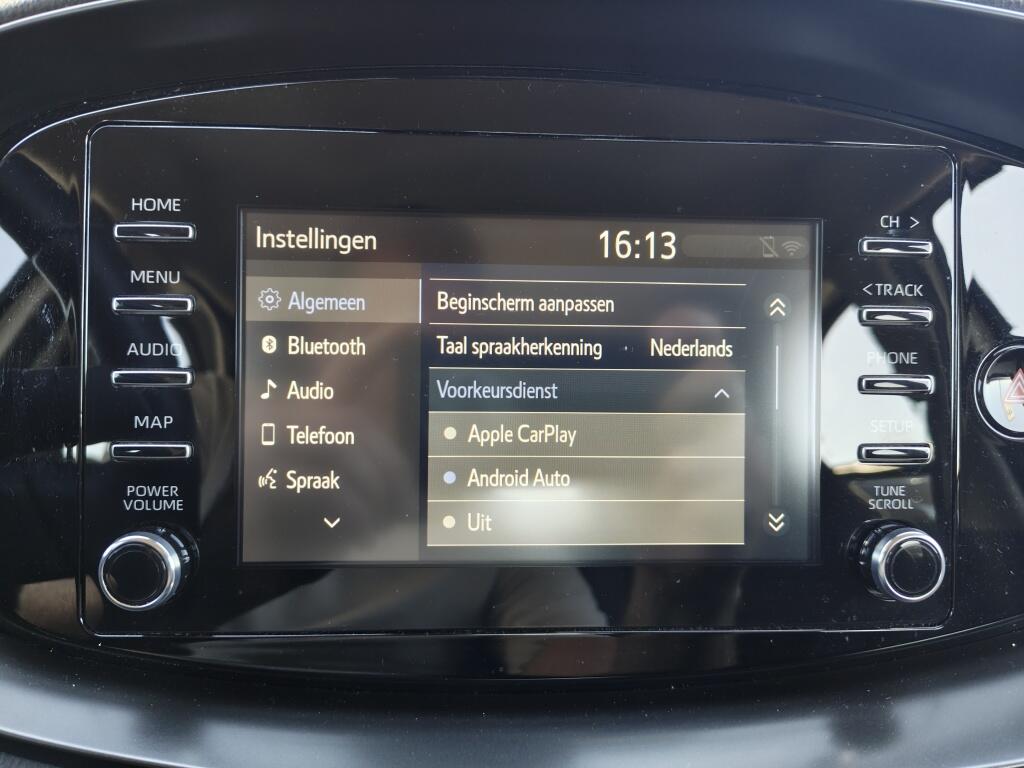 HOME
MENU
AUDIO
MAP
POWER
VOLUME
Instellingen 16:13
Algemeen
Bluetooth
Audio
Telefoon
Spraak
Beginscherm aanpassen
Taal spraakherkenning Nederlands
Voorkeursdienst
Apple CarPlay
Android Auto
Uit
CH >
< TRACK
PHONE
SETUP
TUNE
SCROLL